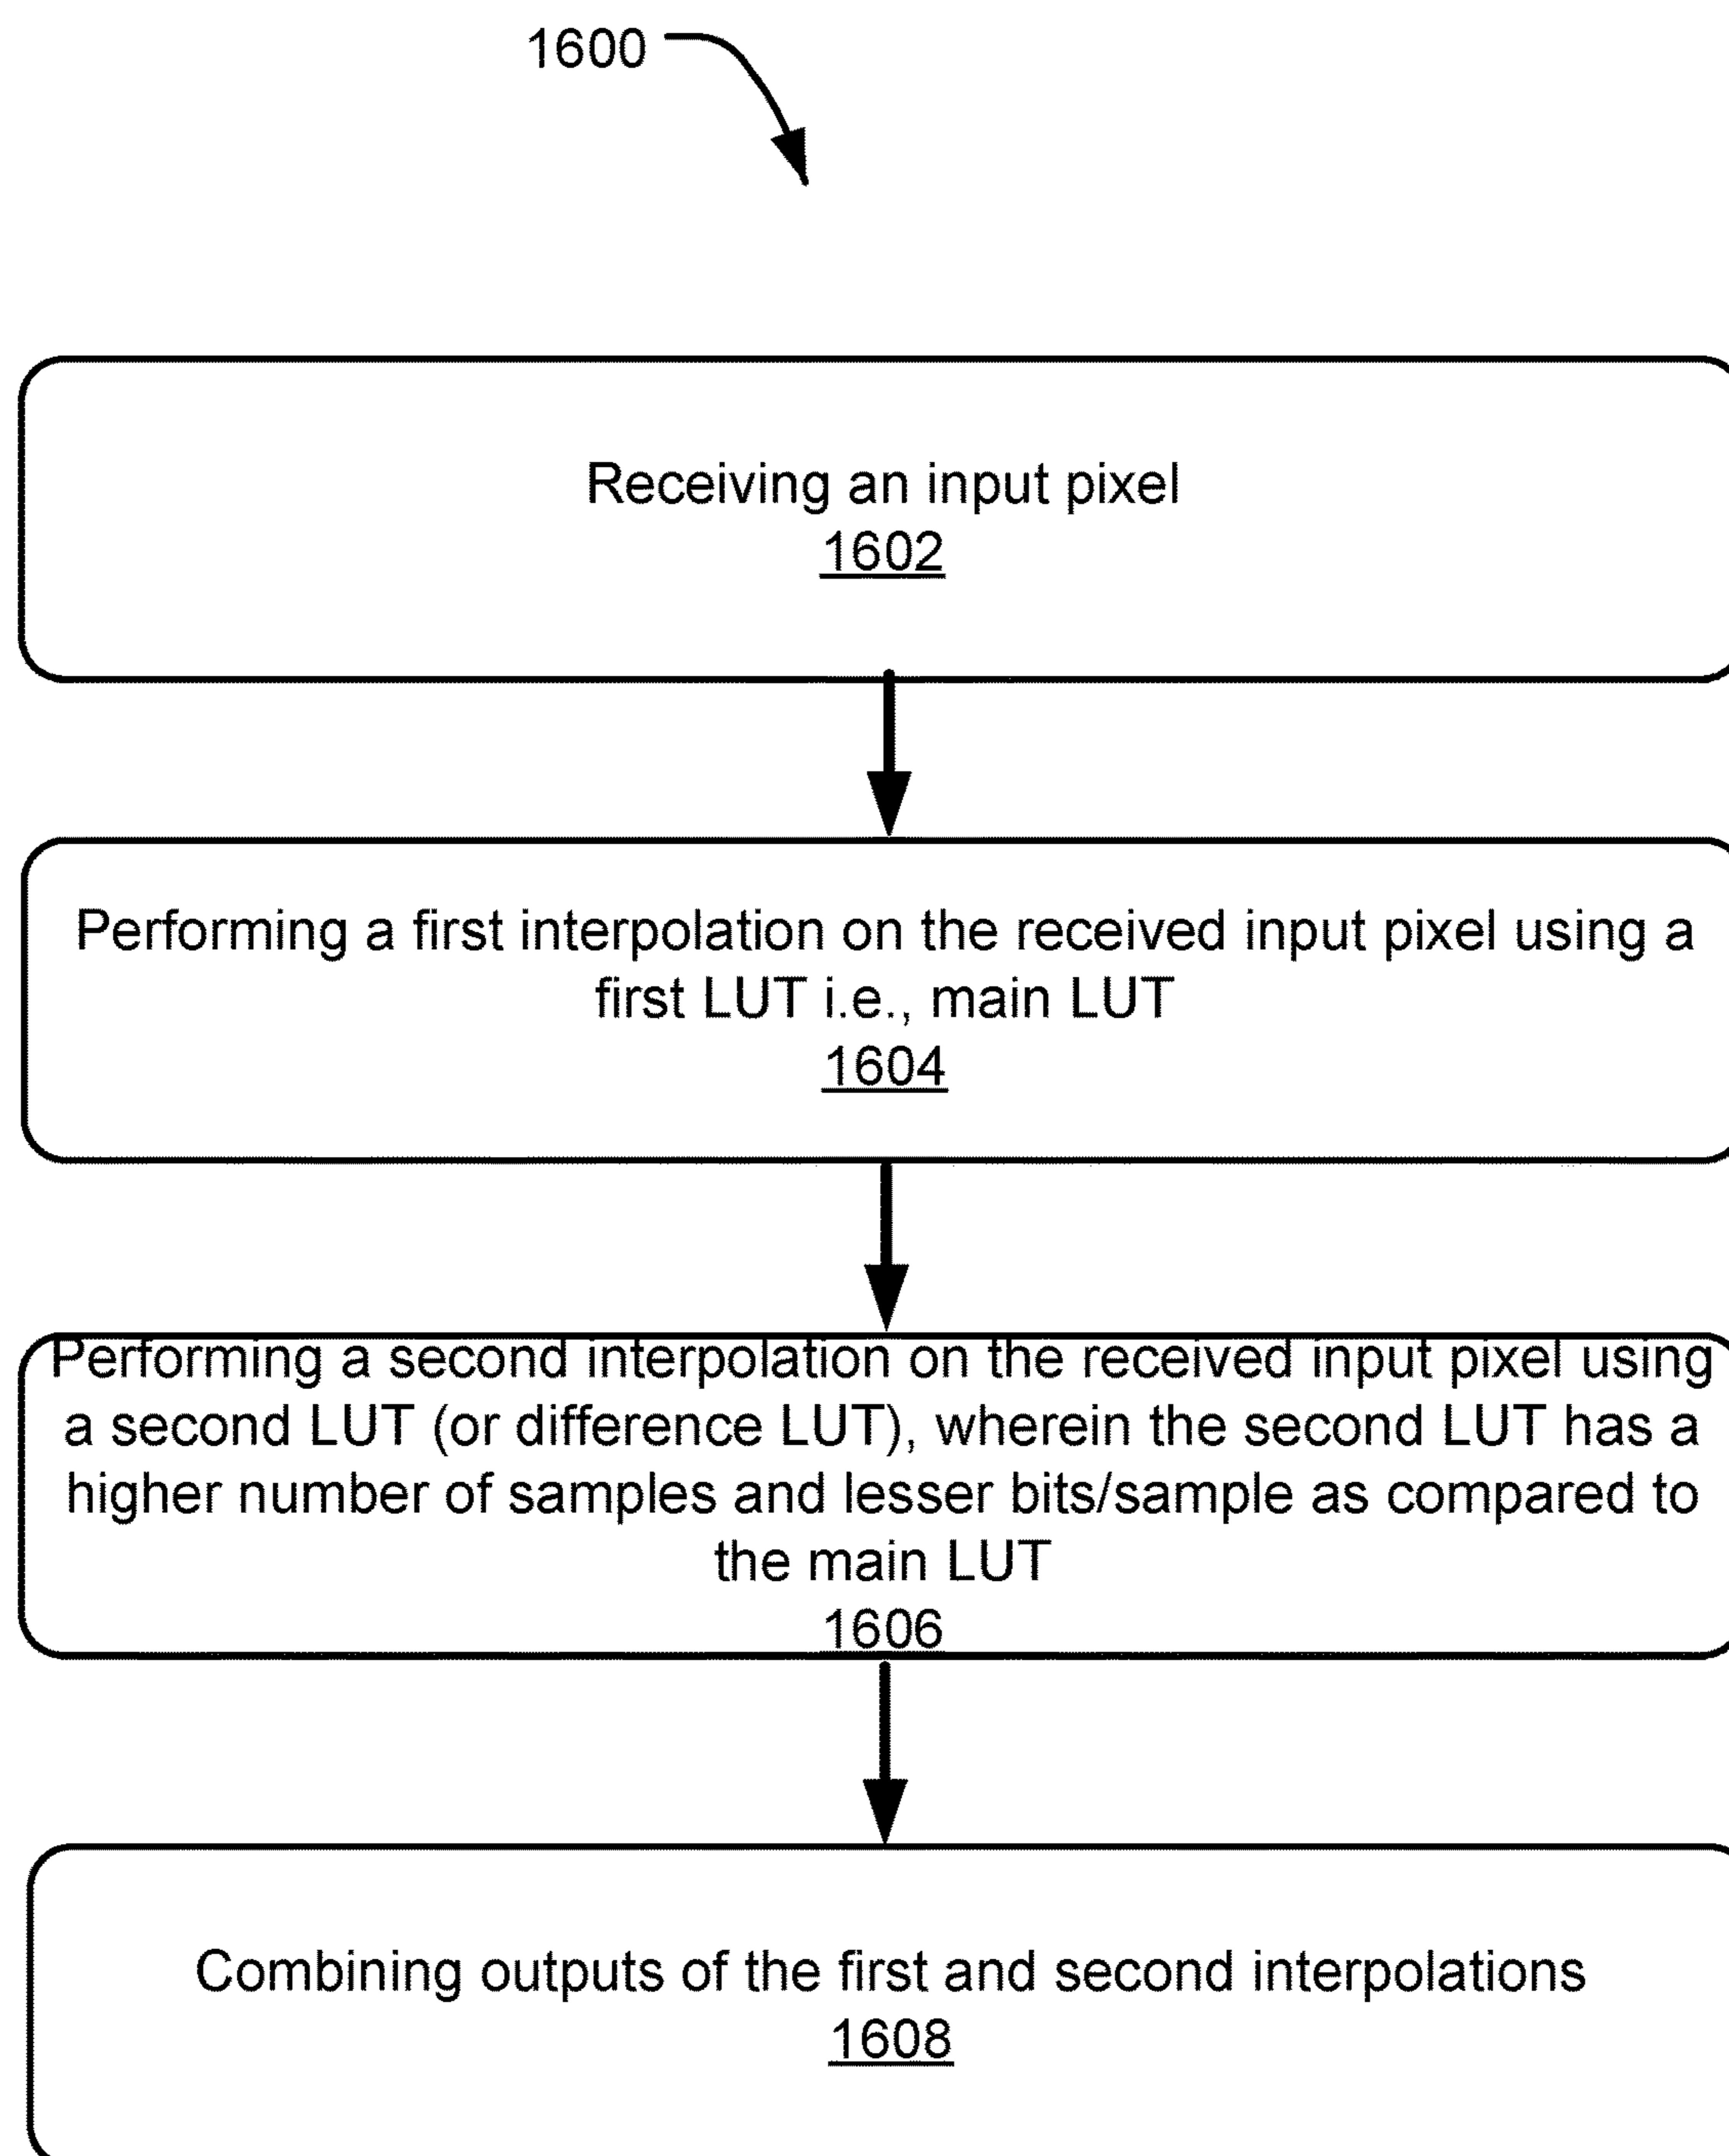 1600
Receiving an input pixel
1602
Performing a first interpolation on the received input pixel using a
first LUT i.e., main LUT
1604
Performing a second interpolation on the received input pixel using
a second LUT (or difference LUT), wherein the second LUT has a
higher number of samples and lesser bits/sample as compared to
the main LUT
1606
Combining outputs of the first and second interpolations
1608